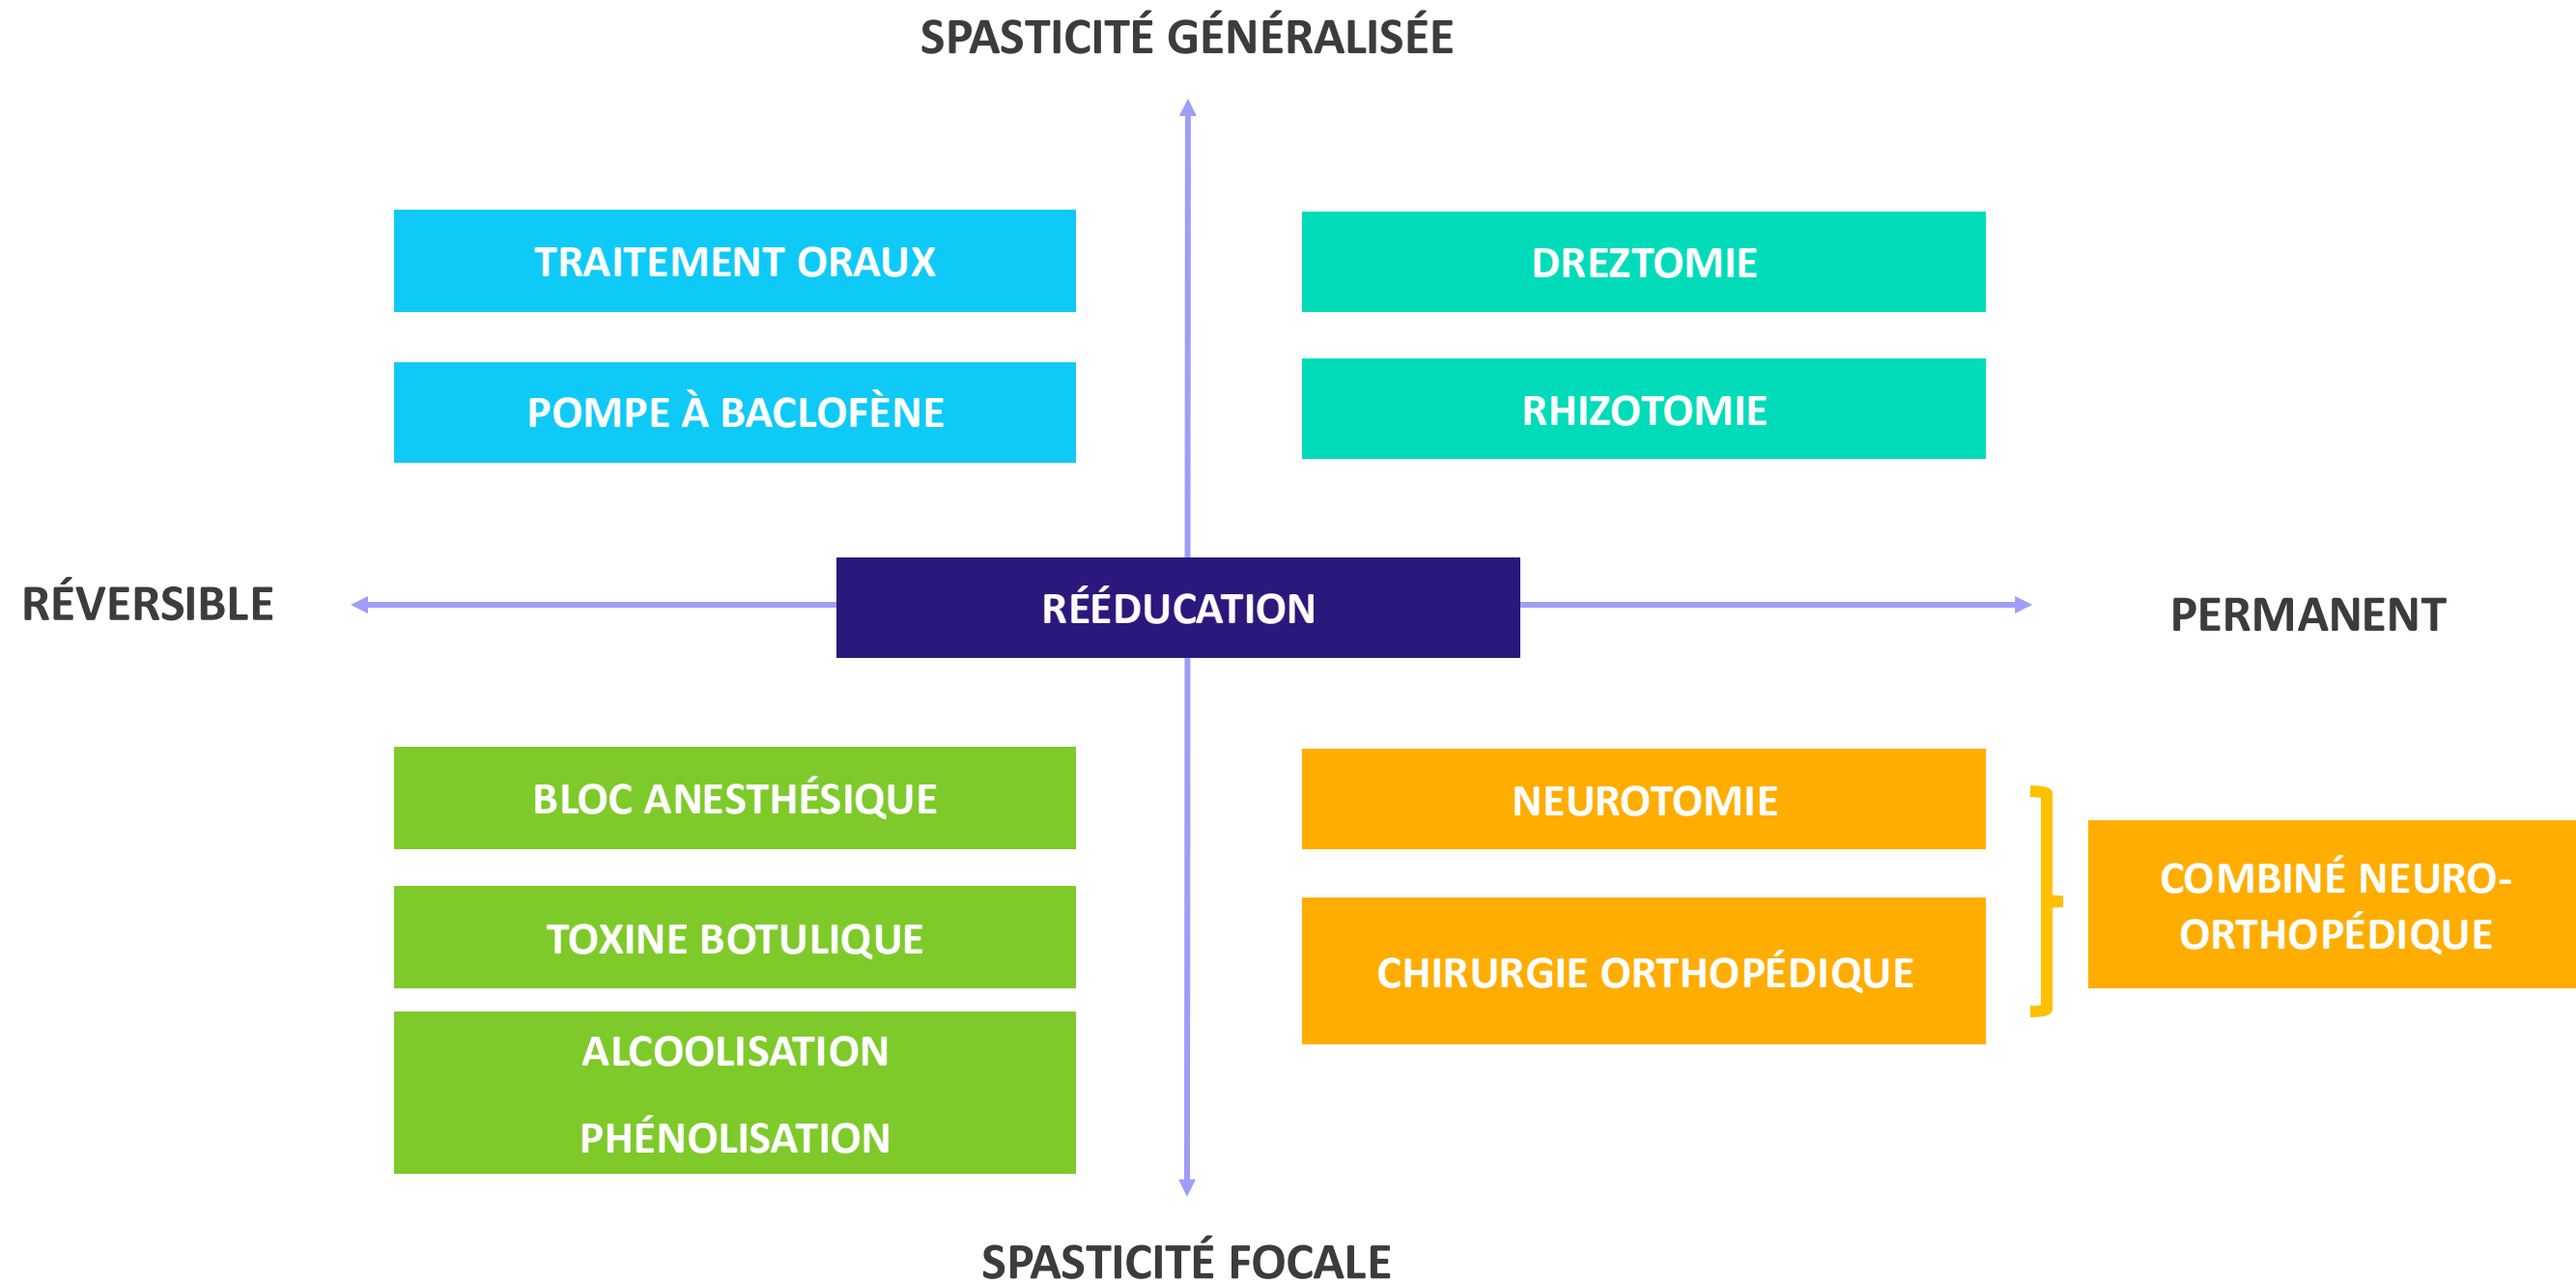 SPASTICITÉ GÉNÉRALISÉE
TRAITEMENT ORAUX
DREZTOMIE
POMPE À BACLOFÈNE
RHIZOTOMIE
RÉVERSIBLE
RÉÉDUCATION
PERMANENT
BLOC ANESTHÉSIQUE
NEUROTOMIE
TOXINE BOTULIQUE
CHIRURGIE ORTHOPÉDIQUE
COMBINÉ NEURO-
ORTHOPÉDIQUE
ALCOOLISATION
PHÉNOLISATION
SPASTICITÉ FOCALE